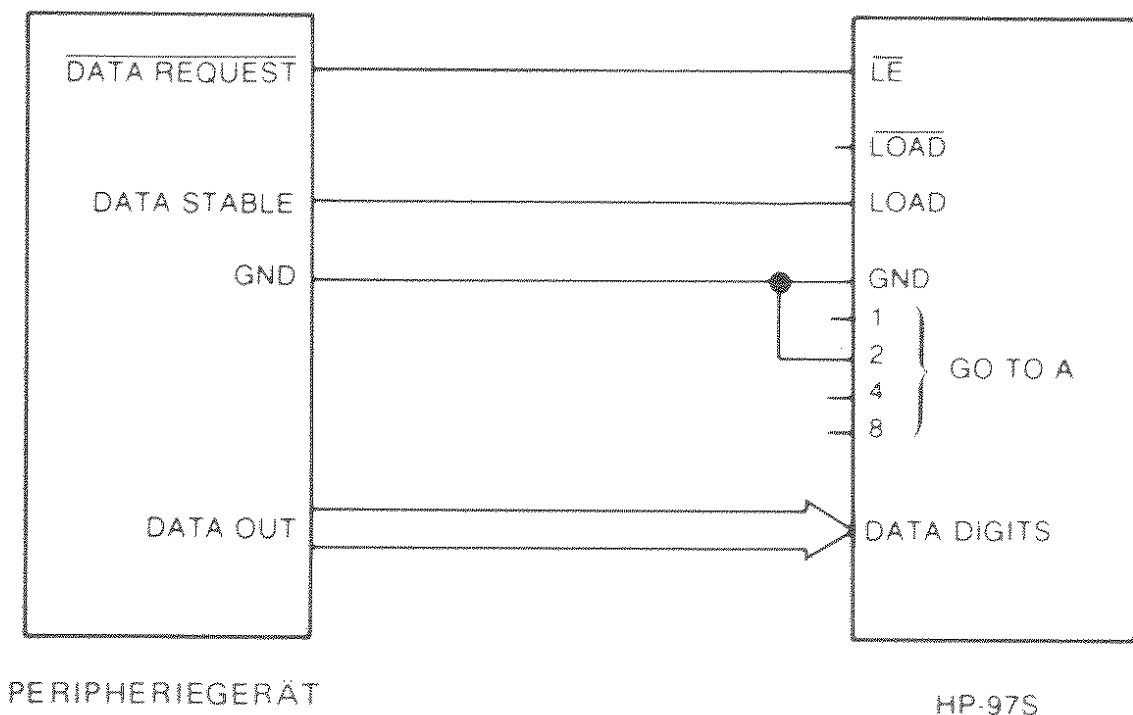 DATA REQUEST
LE
LOAD
DATA STABLE
LOAD
GND
GND
1
2
GO TO A
4
8
DATA OUT
DATA DIGITS
PERIPHERIEGERÄT
HP-97S